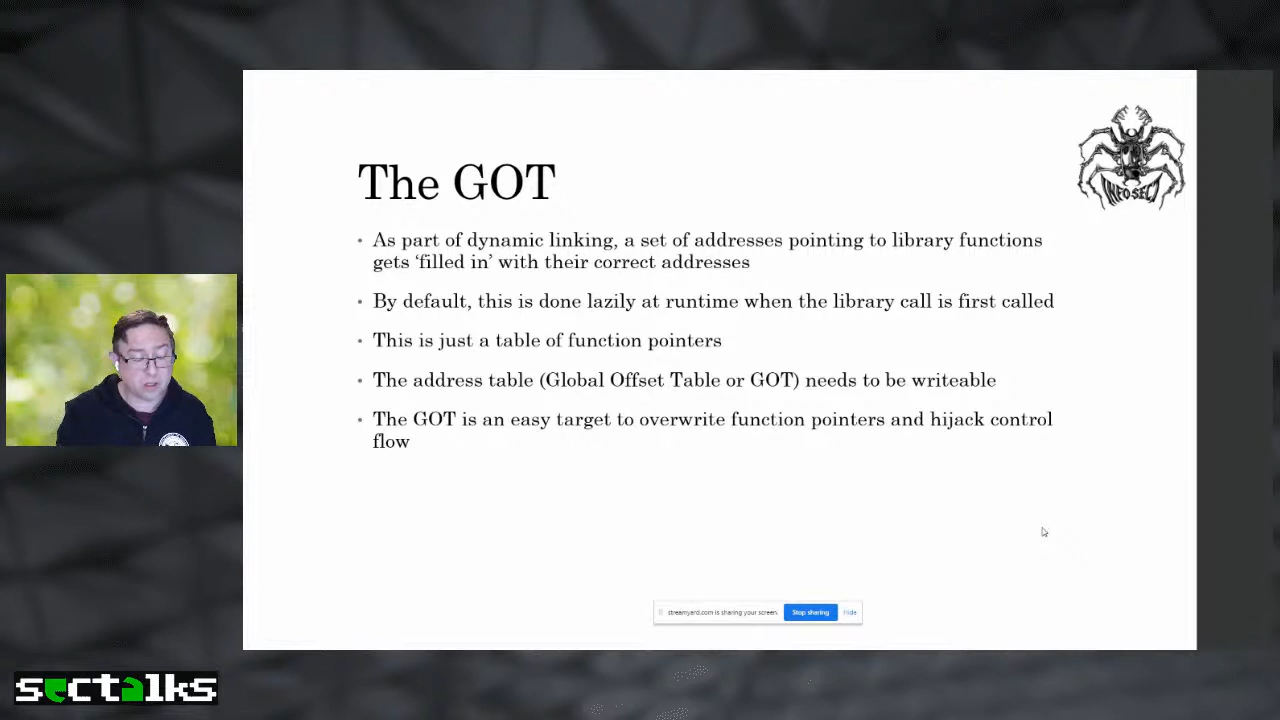 The GOT
INFOSECT
• As part of dynamic linking, a set of addresses pointing to library functions
gets ‘filled in’ with their correct addresses
• By default, this is done lazily at runtime when the library call is first called
• This is just a table of function pointers
• The address table (Global Offset Table or GOT) needs to be writeable
• The GOT is an easy target to overwrite function pointers and hijack control
flow
streamyard.com is sharing your screen. Stop sharing Hide
sectalks